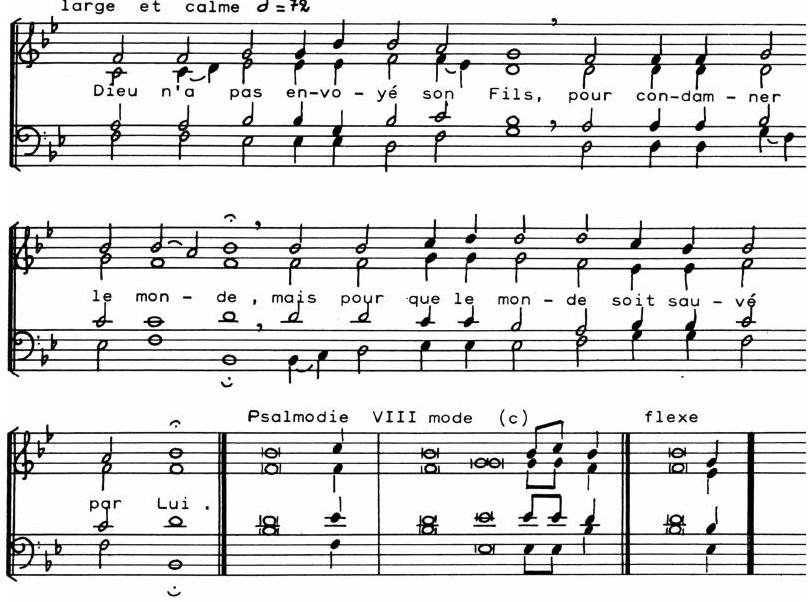 large et calme 𝅗𝅥 = 72
Dieu n'a pas en-vo-yé son Fils, pour con-dam-ner
le mon-de, mais pour que le mon-de soit sau-vé
Psalmodie VIII mode (c) flexe
par Lui.